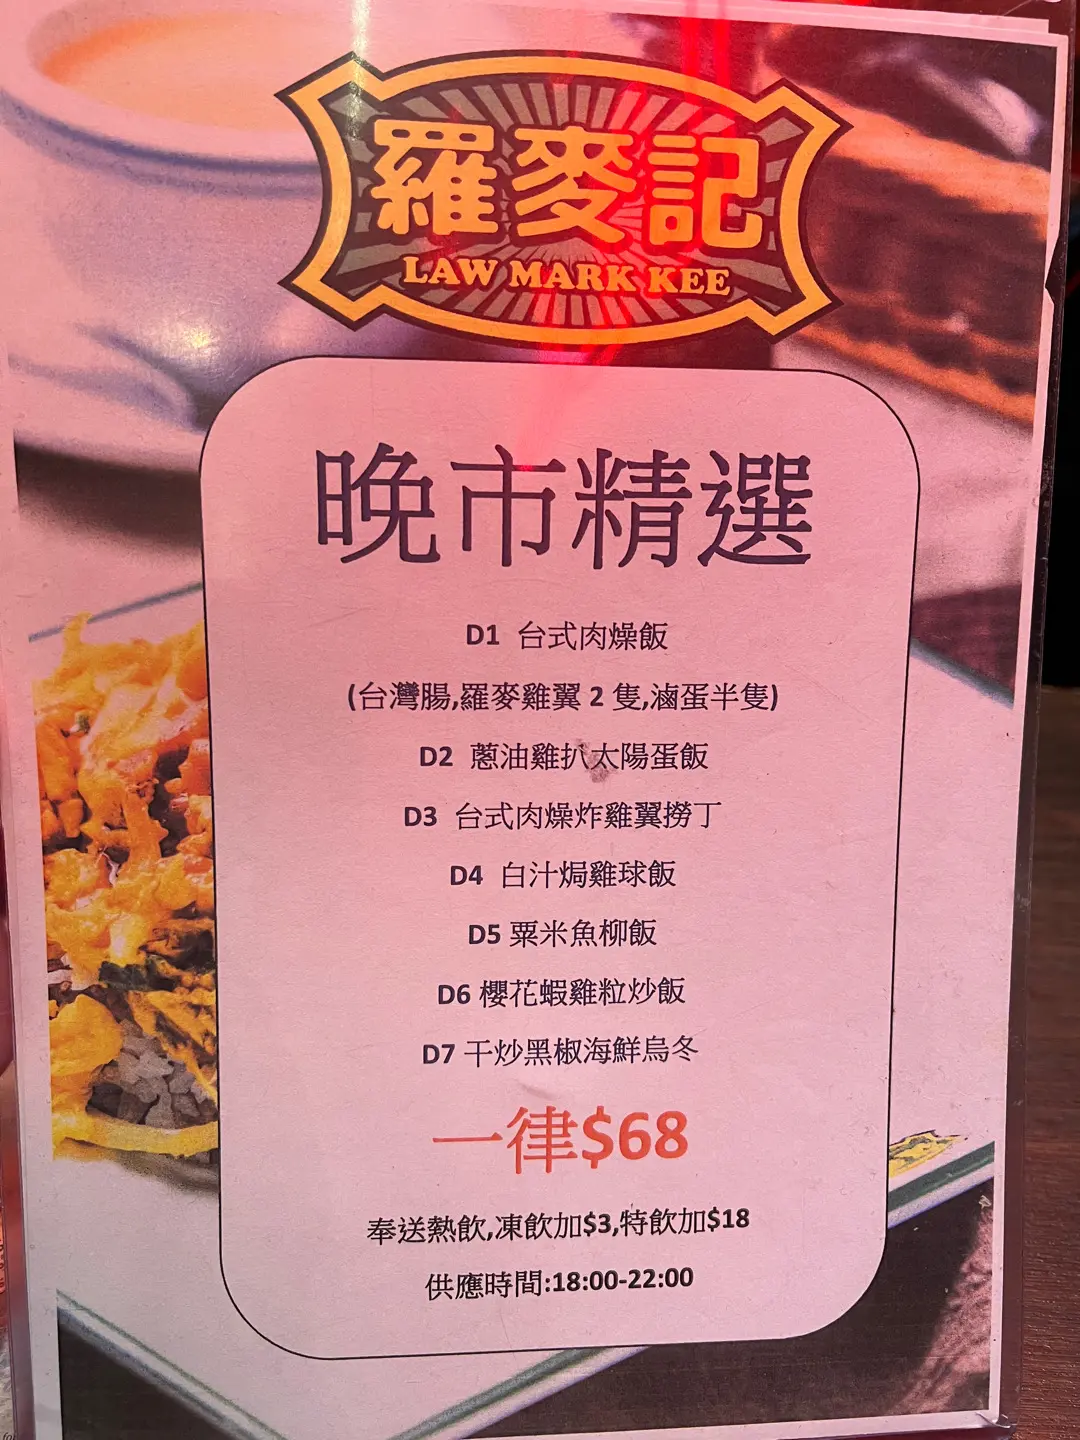 羅麥記
LAW MARK KEE
晚市精選
D1 台式肉燥飯
(台灣腸,羅麥雞翼 2 隻,滷蛋半隻)
D2 蔥油雞扒太陽蛋飯
D3 台式肉燥炸雞翼撈丁
D4 白汁焗雞球飯
D5 粟米魚柳飯
D6 櫻花蝦雞粒炒飯
D7 干炒黑椒海鮮烏冬
一律$68
奉送熱飲,凍飲加$3,特飲加$18
供應時間:18:00-22:00